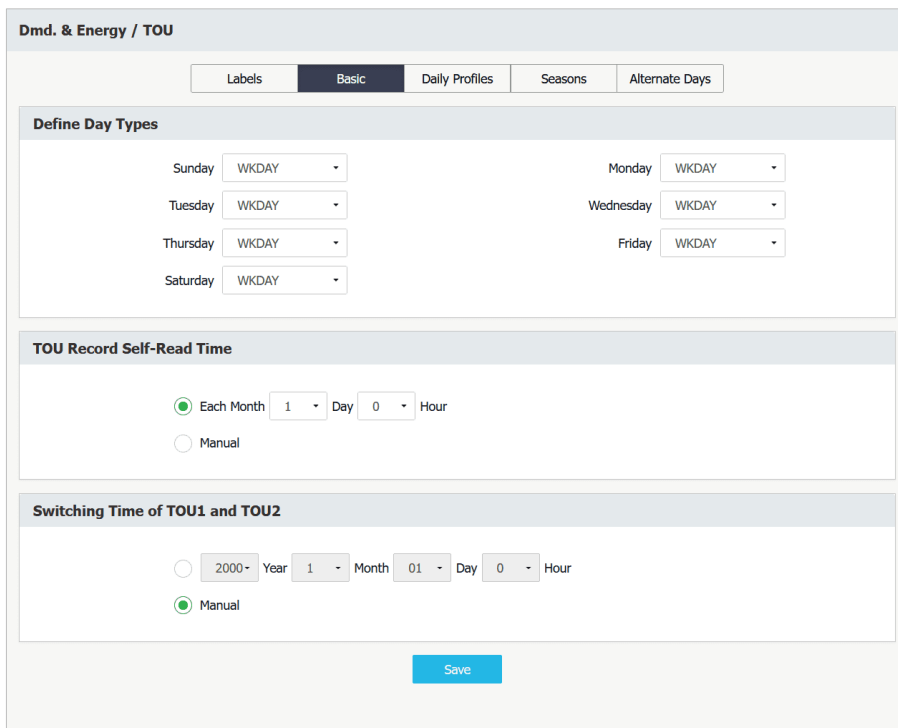 Dmd. & Energy / TOU
Labels Basic Daily Profiles Seasons Alternate Days
Define Day Types
Sunday WKDAY Monday WKDAY
Tuesday WKDAY Wednesday WKDAY
Thursday WKDAY Friday WKDAY
Saturday WKDAY
TOU Record Self-Read Time
Each Month 1 Day 0 Hour
Manual
Switching Time of TOU1 and TOU2
2000 Year 1 Month 01 Day 0 Hour
Manual
Save